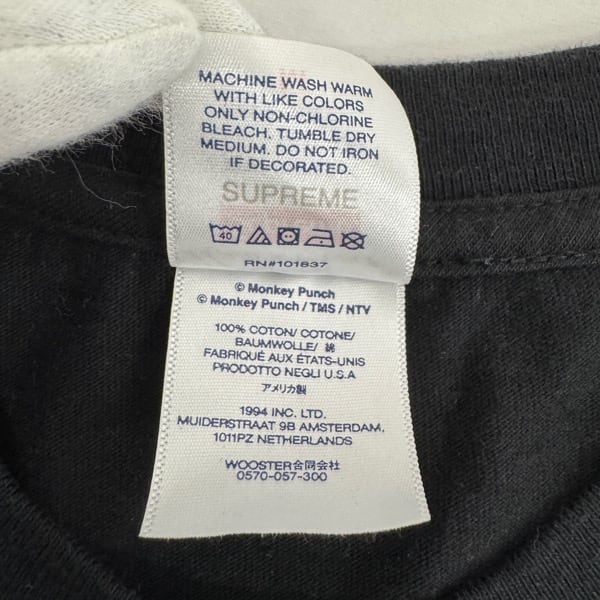 MACHINE WASH WARM
WITH LIKE COLORS
ONLY NON-CHLORINE
BLEACH. TUMBLE DRY
MEDIUM. DO NOT IRON
IF DECORATED.
SUPREME
40
RN#101837
© Monkey Punch
© Monkey Punch / TMS / NTV
100% COTON/ COTONE/
BAUMWOLLE/ 綿
FABRIQUÉ AUX ÉTATS-UNIS
PRODOTTO NEGLI U.S.A
アメリカ製
1994 INC. LTD.
MUIDERSTRAAT 9B AMSTERDAM,
1011PZ NETHERLANDS
WOOSTER合同会社
0570-057-300